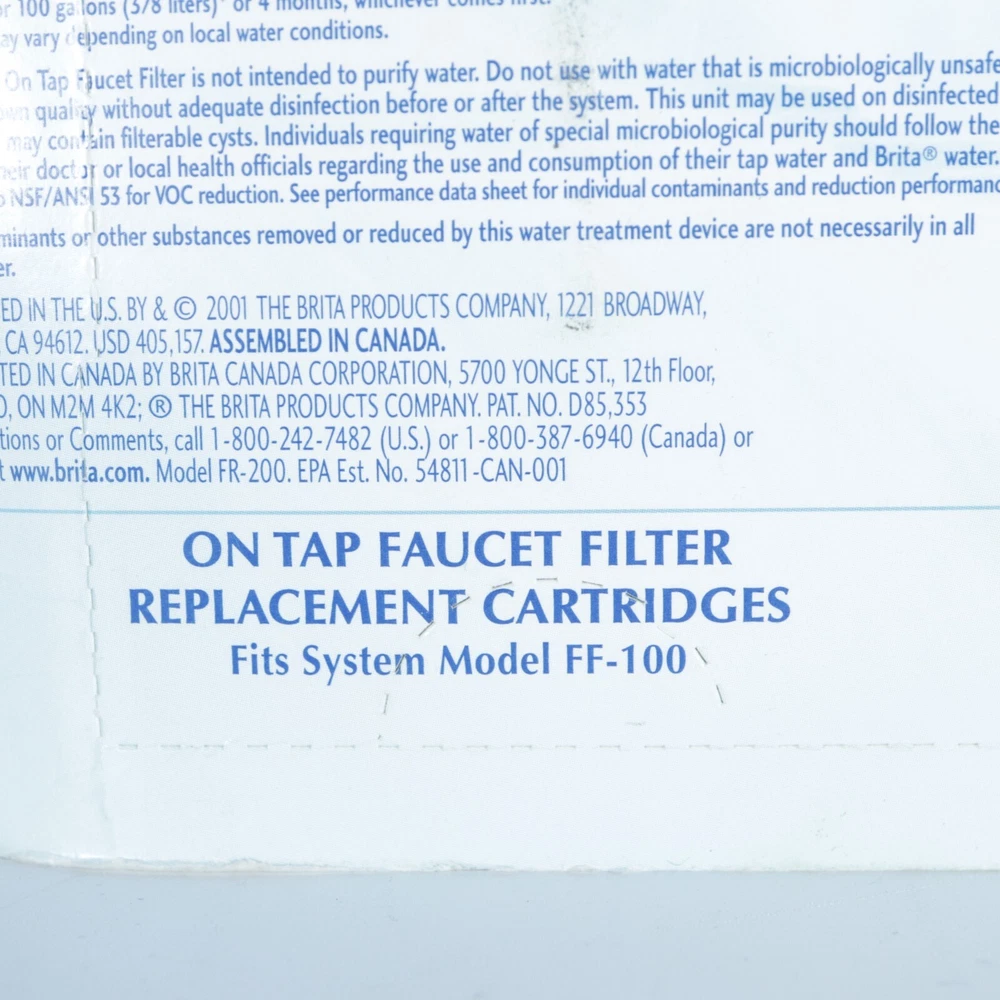 100 gallons (378 liters)* or 4 months, whichever comes first.
vary depending on local water conditions.
On Tap Faucet Filter is not intended to purify water. Do not use with water that is microbiologically unsafe
quality without adequate disinfection before or after the system. This unit may be used on disinfected
may contain filterable cysts. Individuals requiring water of special microbiological purity should follow the
doctor or local health officials regarding the use and consumption of their tap water and Brita® water.
NSF/ANSI 53 for VOC reduction. See performance data sheet for individual contaminants and reduction
or other substances removed or reduced by this water treatment device are not necessarily in all
ED IN THE U.S. BY & © 2001 THE BRITA PRODUCTS COMPANY, 1221 BROADWAY,
CA 94612. USD 405,157. ASSEMBLED IN CANADA.
TED IN CANADA BY BRITA CANADA CORPORATION, 5700 YONGE ST., 12th Floor,
ON M2M 4K2; ® THE BRITA PRODUCTS COMPANY. PAT. NO. D85,353
tions or Comments, call 1-800-242-7482 (U.S.) or 1-800-387-6940 (Canada) or
www.brita.com. Model FR-200. EPA Est. No. 54811-CAN-001
ON TAP FAUCET FILTER
REPLACEMENT CARTRIDGES
Fits System Model FF-100